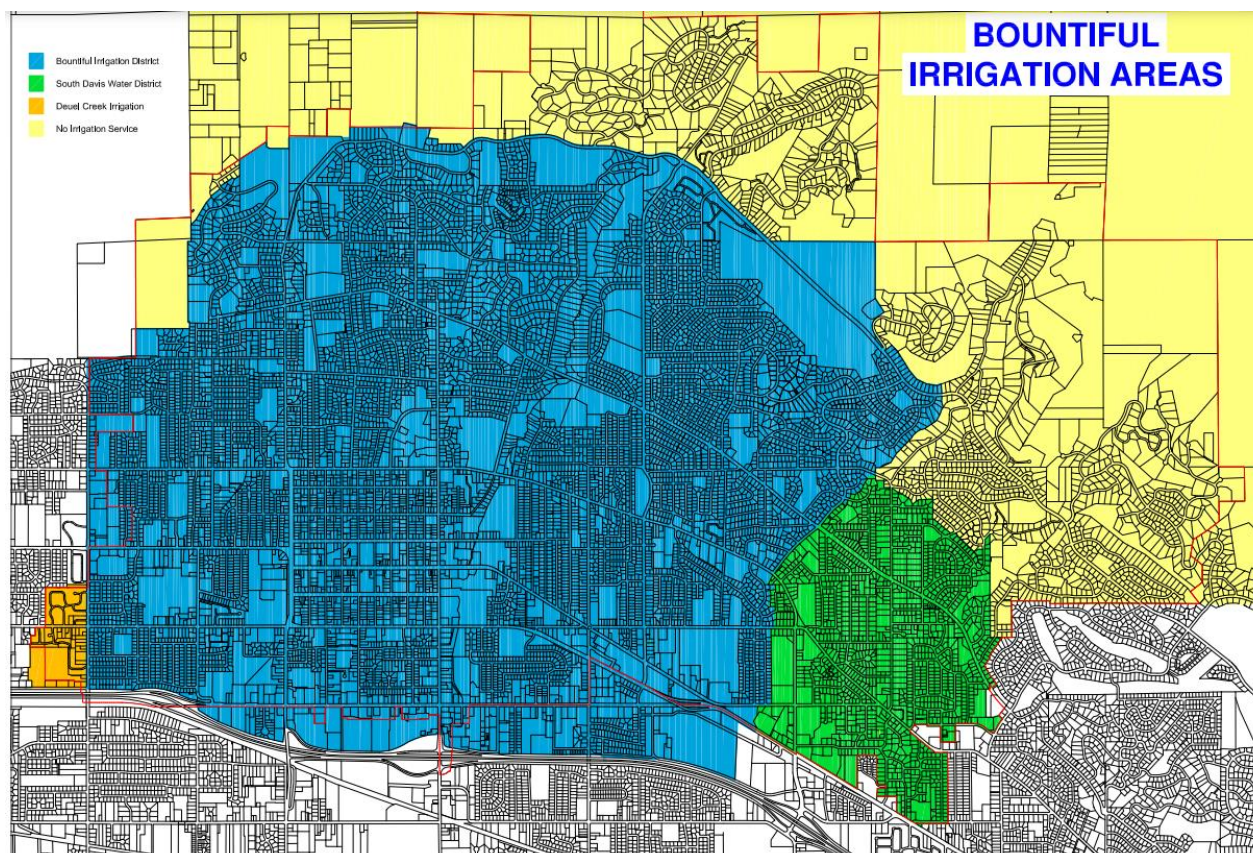 BOUNTIFUL
IRRIGATION AREAS
Bountiful Irrigation District
South Davis Water District
Deuel Creek Irrigation
No Irrigation Service